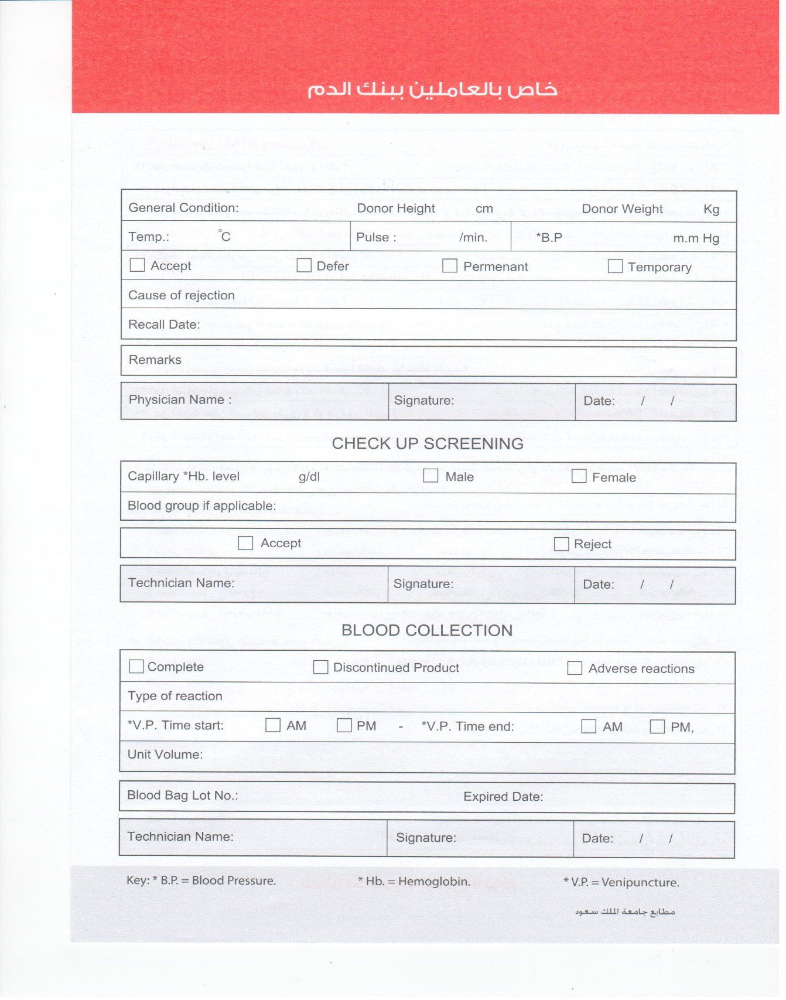 خاص بالعاملين ببنك الدم
General Condition: Donor Height cm Donor Weight Kg
Temp.: °C Pulse : /min. *B.P m.m Hg
Accept Defer Permenant Temporary
Cause of rejection
Recall Date:
Remarks
Physician Name : Signature: Date: / /
CHECK UP SCREENING
Capillary *Hb. level g/dl Male Female
Blood group if applicable:
Accept Reject
Technician Name: Signature: Date: / /
BLOOD COLLECTION
Complete Discontinued Product Adverse reactions
Type of reaction
*V.P. Time start: AM PM - *V.P. Time end: AM PM,
Unit Volume:
Blood Bag Lot No.: Expired Date:
Technician Name: Signature: Date: / /
Key: * B.P. = Blood Pressure. * Hb. = Hemoglobin. * V.P. = Venipuncture.
مطابع جامعة الملك سعود